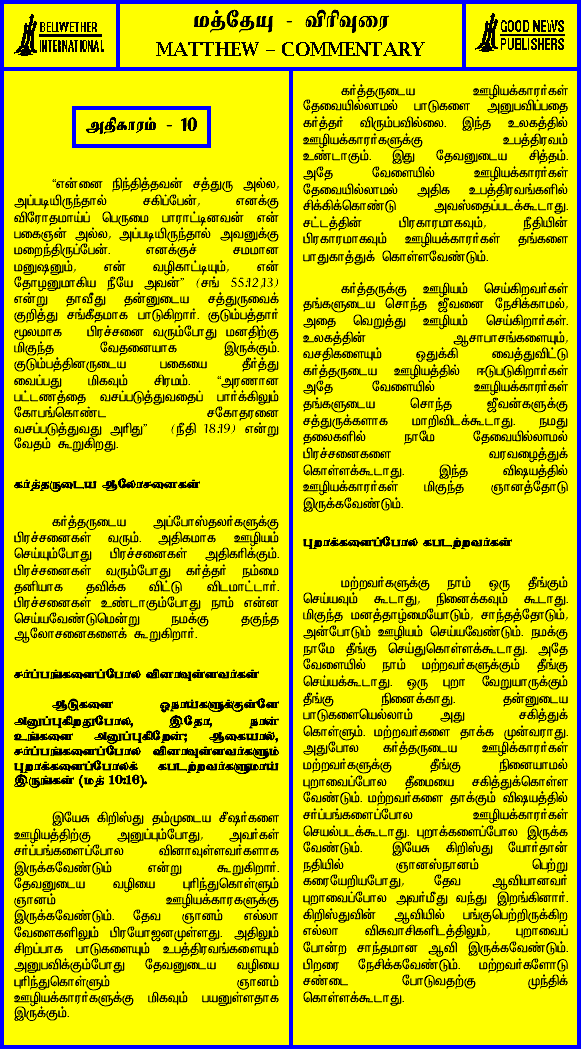 BELIWETHER
INTERNATIONAL
மத்தேயு - விரிவுரை
MATTHEW – COMMENTARY
GOOD NEWS
PUBLISHERS
அதிகாரம் - 10
“என்னை நிந்தித்தவன் சத்துரு அல்ல,
அப்படியிருந்தால் சகிப்பேன், எனக்கு
விரோதமாய்ப் பெருமை பாராட்டினவன் என்
பகைஞன் அல்ல, அப்படியிருந்தால் அவனுக்கு
மறைந்திருப்பேன். எனக்குச் சமமான
மனுஷனும், என் வழிகாட்டியும், என்
தோழனுமாகிய நீயே அவன்” (சங் 55:12,13)
என்று தாவீது தன்னுடைய சத்துருவைக்
குறித்து சங்கீதமாக பாடுகிறார். குடும்பத்தார்
மூலமாக பிரச்சனை வரும்போது மனதிற்கு
மிகுந்த வேதனையாக இருக்கும்.
குடும்பத்தினருடைய பகையை தீர்த்து
வைப்பது மிகவும் சிரமம். “அரணான
பட்டணத்தை வசப்படுத்துவதைப் பார்க்கிலும்
கோபங்கொண்ட சகோதரனை
வசப்படுத்துவது அரிது” (நீதி 18:19) என்று
வேதம் கூறுகிறது.
கர்த்தருடைய ஆலோசனைகள்
கர்த்தருடைய அப்போஸ்தலர்களுக்கு
பிரச்சனைகள் வரும். அதிகமாக ஊழியம்
செய்யும்போது பிரச்சனைகள் அதிகரிக்கும்.
பிரச்சனைகள் வரும்போது கர்த்தர் நம்மை
தனியாக தவிக்க விட்டு விடமாட்டார்.
பிரச்சனைகள் உண்டாகும்போது நாம் என்ன
செய்யவேண்டுமென்று நமக்கு தகுந்த
ஆலோசனைகளைக் கூறுகிறார்.
சர்ப்பங்களைப்போல வினாவுள்ளவர்கள்
ஆடுகளை ஓநாய்களுக்குள்ளே
அனுப்புகிறதுபோல, இதோ, நான்
உங்களை அனுப்புகிறேன்; ஆகையால்,
சர்ப்பங்களைப்போல வினாவுள்ளவர்களும்
புறாக்களைப்போலக் கபடற்றவர்களுமாய்
இருங்கள் (மத் 10:16).
இயேசு கிறிஸ்து தம்முடைய சீஷர்களை
ஊழியத்திற்கு அனுப்பும்போது, அவர்கள்
சர்ப்பங்களைப்போல வினாவுள்ளவர்களாக
இருக்கவேண்டும் என்று கூறுகிறார்.
தேவனுடைய வழியை புரிந்துகொள்ளும்
ஞானம் ஊழியக்காரகளுக்கு
இருக்கவேண்டும். தேவ ஞானம் எல்லா
வேளைகளிலும் பிரயோஜனமுள்ளது. அதிலும்
சிறப்பாக பாடுகளையும் உபத்திரவங்களையும்
அனுபவிக்கும்போது தேவனுடைய வழியை
புரிந்துகொள்ளும் ஞானம்
ஊழியக்காரர்களுக்கு மிகவும் பயனுள்ளதாக
இருக்கும்.
கர்த்தருடைய ஊழியக்காரர்கள்
தேவையில்லாமல் பாடுகளை அனுபவிப்பதை
கர்த்தர் விரும்பவில்லை. இந்த உலகத்தில்
ஊழியக்காரர்களுக்கு உபத்திரவம்
உண்டாகும். இது தேவனுடைய சித்தம்.
அதே வேளையில் ஊழியக்காரர்கள்
தேவையில்லாமல் அதிக உபத்திரவங்களில்
சிக்கிக்கொண்டு அவஸ்தைப்படக்கூடாது.
சட்டத்தின் பிரகாரமாகவும், நீதியின்
பிரகாரமாகவும் ஊழியக்காரர்கள் தங்களை
பாதுகாத்துக் கொள்ளவேண்டும்.
கர்த்தருக்கு ஊழியம் செய்கிறவர்கள்
தங்களுடைய சொந்த ஜீவனை நேசிக்காமல்,
அதை வெறுத்து ஊழியம் செய்கிறார்கள்.
உலகத்தின் ஆசாபாசங்களையும்,
வசதிகளையும் ஒதுக்கி வைத்துவிட்டு
கர்த்தருடைய ஊழியத்தில் ஈடுபடுகிறார்கள்
அதே வேளையில் ஊழியக்காரர்கள்
தங்களுடைய சொந்த ஜீவன்களுக்கு
சத்துருக்களாக மாறிவிடக்கூடாது. நமது
தலைகளில் நாமே தேவையில்லாமல்
பிரச்சனைகளை வரவழைத்துக்
கொள்ளக்கூடாது. இந்த விஷயத்தில்
ஊழியக்காரர்கள் மிகுந்த ஞானத்தோடு
இருக்கவேண்டும்.
புறாக்களைப்போல கபடற்றவர்கள்
மற்றவர்களுக்கு நாம் ஒரு தீங்கும்
செய்யவும் கூடாது, நினைக்கவும் கூடாது.
மிகுந்த மனத்தாழ்மையோடும், சாந்தத்தோடும்,
அன்போடும் ஊழியம் செய்யவேண்டும். நமக்கு
நாமே தீங்கு செய்துகொள்ளக்கூடாது. அதே
வேளையில் நாம் மற்றவர்களுக்கும் தீங்கு
செய்யக்கூடாது. ஒரு புறா வேறுயாருக்கும்
தீங்கு நினைக்காது. தன்னுடைய
பாடுகளையெல்லாம் அது சகித்துக்
கொள்ளும். மற்றவர்களை தாக்க முன்வராது.
அதுபோல கர்த்தருடைய ஊழிக்காரர்கள்
மற்றவர்களுக்கு தீங்கு நினையாமல்
புறாவைப்போல தீமையை சகித்துக்கொள்ள
வேண்டும். மற்றவர்களை தாக்கும் விஷயத்தில்
சர்ப்பங்களைப்போல ஊழியக்காரர்கள்
செயல்படக்கூடாது. புறாக்களைப்போல இருக்க
வேண்டும். இயேசு கிறிஸ்து யோர்தான்
நதியில் ஞானஸ்நானம் பெற்று
கரையேறியபோது, தேவ ஆவியானவர்
புறாவைப்போல அவர்மீது வந்து இறங்கினார்.
கிறிஸ்துவின் ஆவியில் பங்குபெற்றிருக்கிற
எல்லா விசுவாசிகளிடத்திலும், புறாவைப்
போன்ற சாந்தமான ஆவி இருக்கவேண்டும்.
பிறரை நேசிக்கவேண்டும். மற்றவர்களோடு
சண்டை போடுவதற்கு முந்திக்
கொள்ளக்கூடாது.